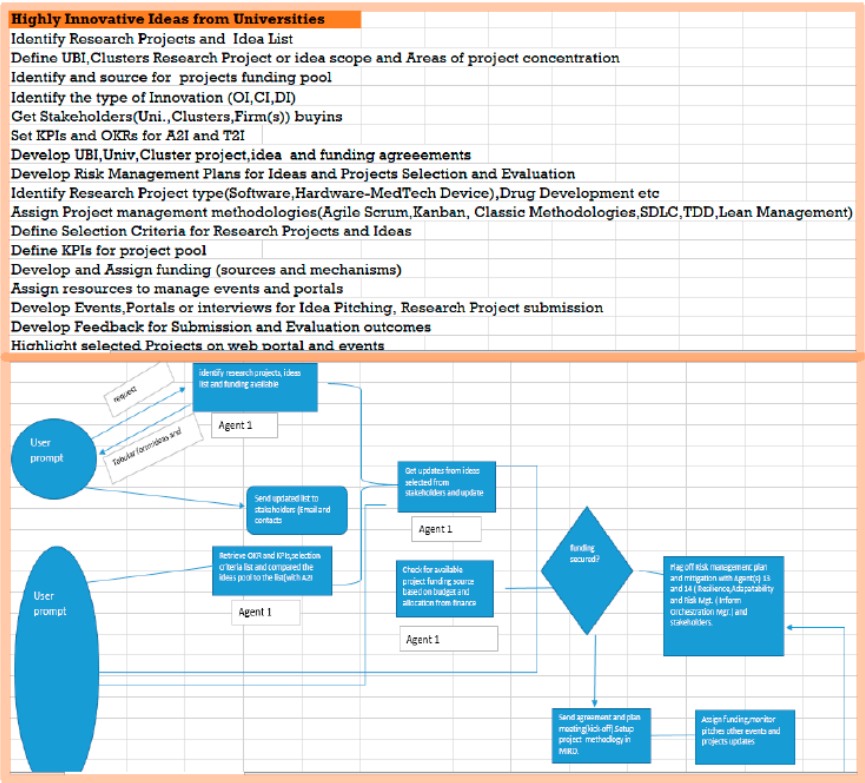 Highly Innovative Ideas from Universities
Identify Research Projects and Idea List
Define UBI,Clusters Research Project or idea scope and Areas of project concentration
Identify and source for projects funding pool
Identify the type of Innovation (OI,CI,DI)
Get Stakeholders(Uni.,Clusters,Firm(s)) buyins
Set KPIs and OKRs for A2I and T2I
Develop UBI,Univ,Cluster project,idea and funding agreeements
Develop Risk Management Plans for Ideas and Projects Selection and Evaluation
Identify Research Project type(Software,Hardware-MedTech Device),Drug Development etc
Assign Project management methodologies(Agile Scrum,Kanban, Classic Methodologies,SDLC,TDD,Lean Management)
Define Selection Criteria for Research Projects and Ideas
Define KPIs for project pool
Develop and Assign funding (sources and mechanisms)
Assign resources to manage events and portals
Develop Events,Portals or interviews for Idea Pitching, Research Project submission
Develop Feedback for Submission and Evaluation outcomes
Highlight selected Projects on web portal and events
identify research projects, ideas
list and funding available
request
Agent 1
Tabular form ideas and
User
prompt
Send updated list to
stakeholders (Email and
contacts
Get updates from ideas
selected from
stakeholders and update
Agent 1
Retrieve OKR and KPIs,selection
criteria list and compared the
ideas pool to the list(with A2I
Agent 1
User
prompt
Check for available
project funding source
based on budget and
allocation from finance
Agent 1
funding
secured?
Flag off Risk management plan
and mitigation with Agent(s) 13
and 14 ( Resilience,Adapatability
and Risk Mgt. ( Inform
Orchestration Mgr.) and
stakeholders.
Send agreement and plan
meeting(kick off).Setup
project methodlogy in
Assign funding,monitor
pitches other events and
projects updates